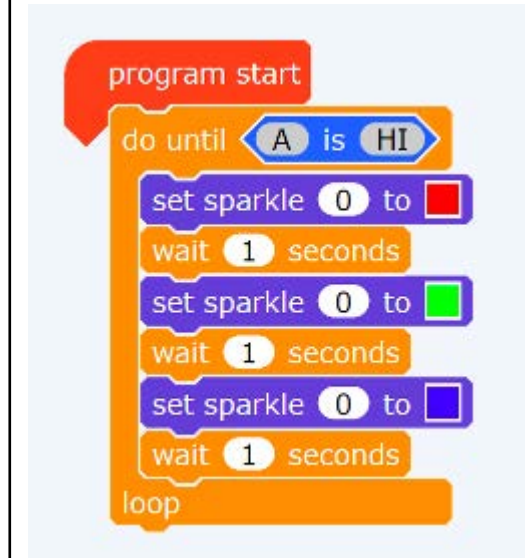 program start
do until A is HI
set sparkle 0 to
wait 1 seconds
set sparkle 0 to
wait 1 seconds
set sparkle 0 to
wait 1 seconds
loop